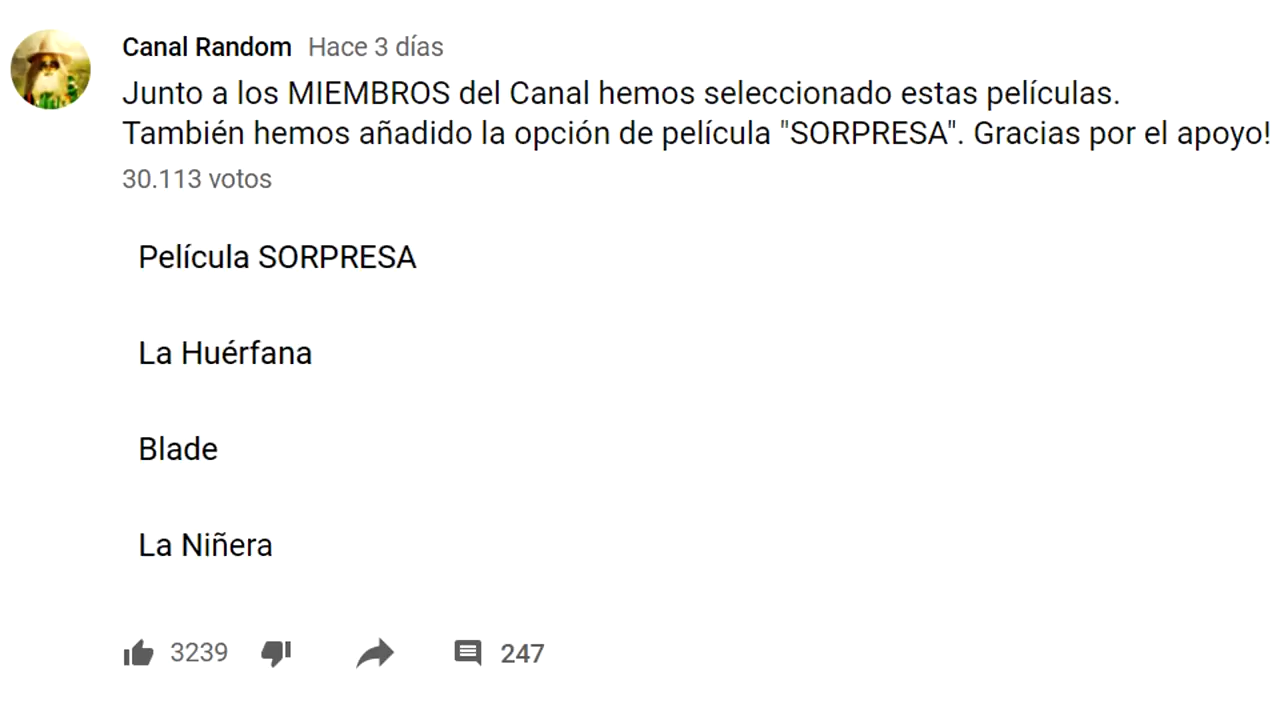 Canal Random Hace 3 días
Junto a los MIEMBROS del Canal hemos seleccionado estas películas.
También hemos añadido la opción de película "SORPRESA". Gracias por el apoyo!
30.113 votos
Película SORPRESA
La Huérfana
Blade
La Niñera
3239 247